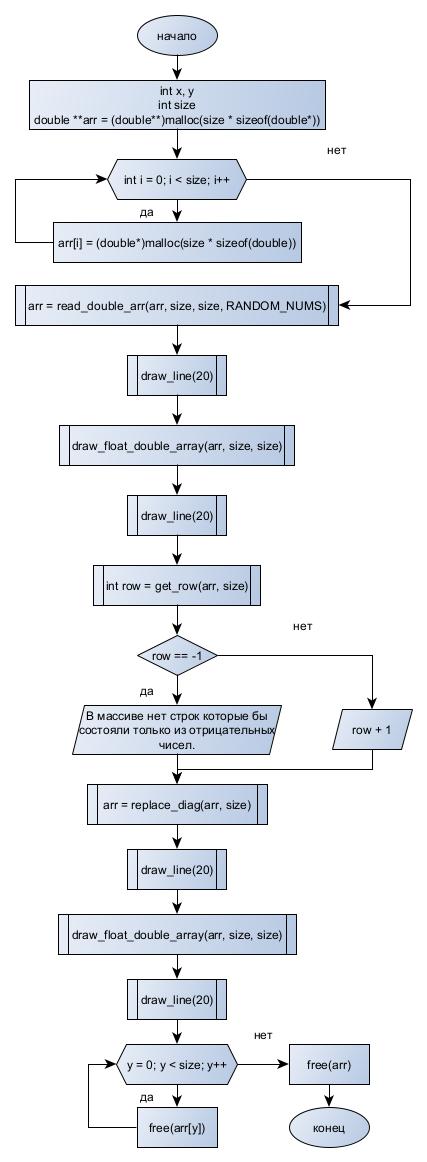 начало
int x, y
int size
double **arr = (double**)malloc(size * sizeof(double*))
нет
int i = 0; i < size; i++
да
arr[i] = (double*)malloc(size * sizeof(double))
arr = read_double_arr(arr, size, size, RANDOM_NUMS)
draw_line(20)
draw_float_double_array(arr, size, size)
draw_line(20)
int row = get_row(arr, size)
нет
row == -1
да
В массиве нет строк которые бы
состояли только из отрицательных
чисел.
row + 1
arr = replace_diag(arr, size)
draw_line(20)
draw_float_double_array(arr, size, size)
draw_line(20)
нет
y = 0; y < size; y++
free(arr)
да
free(arr[y])
конец